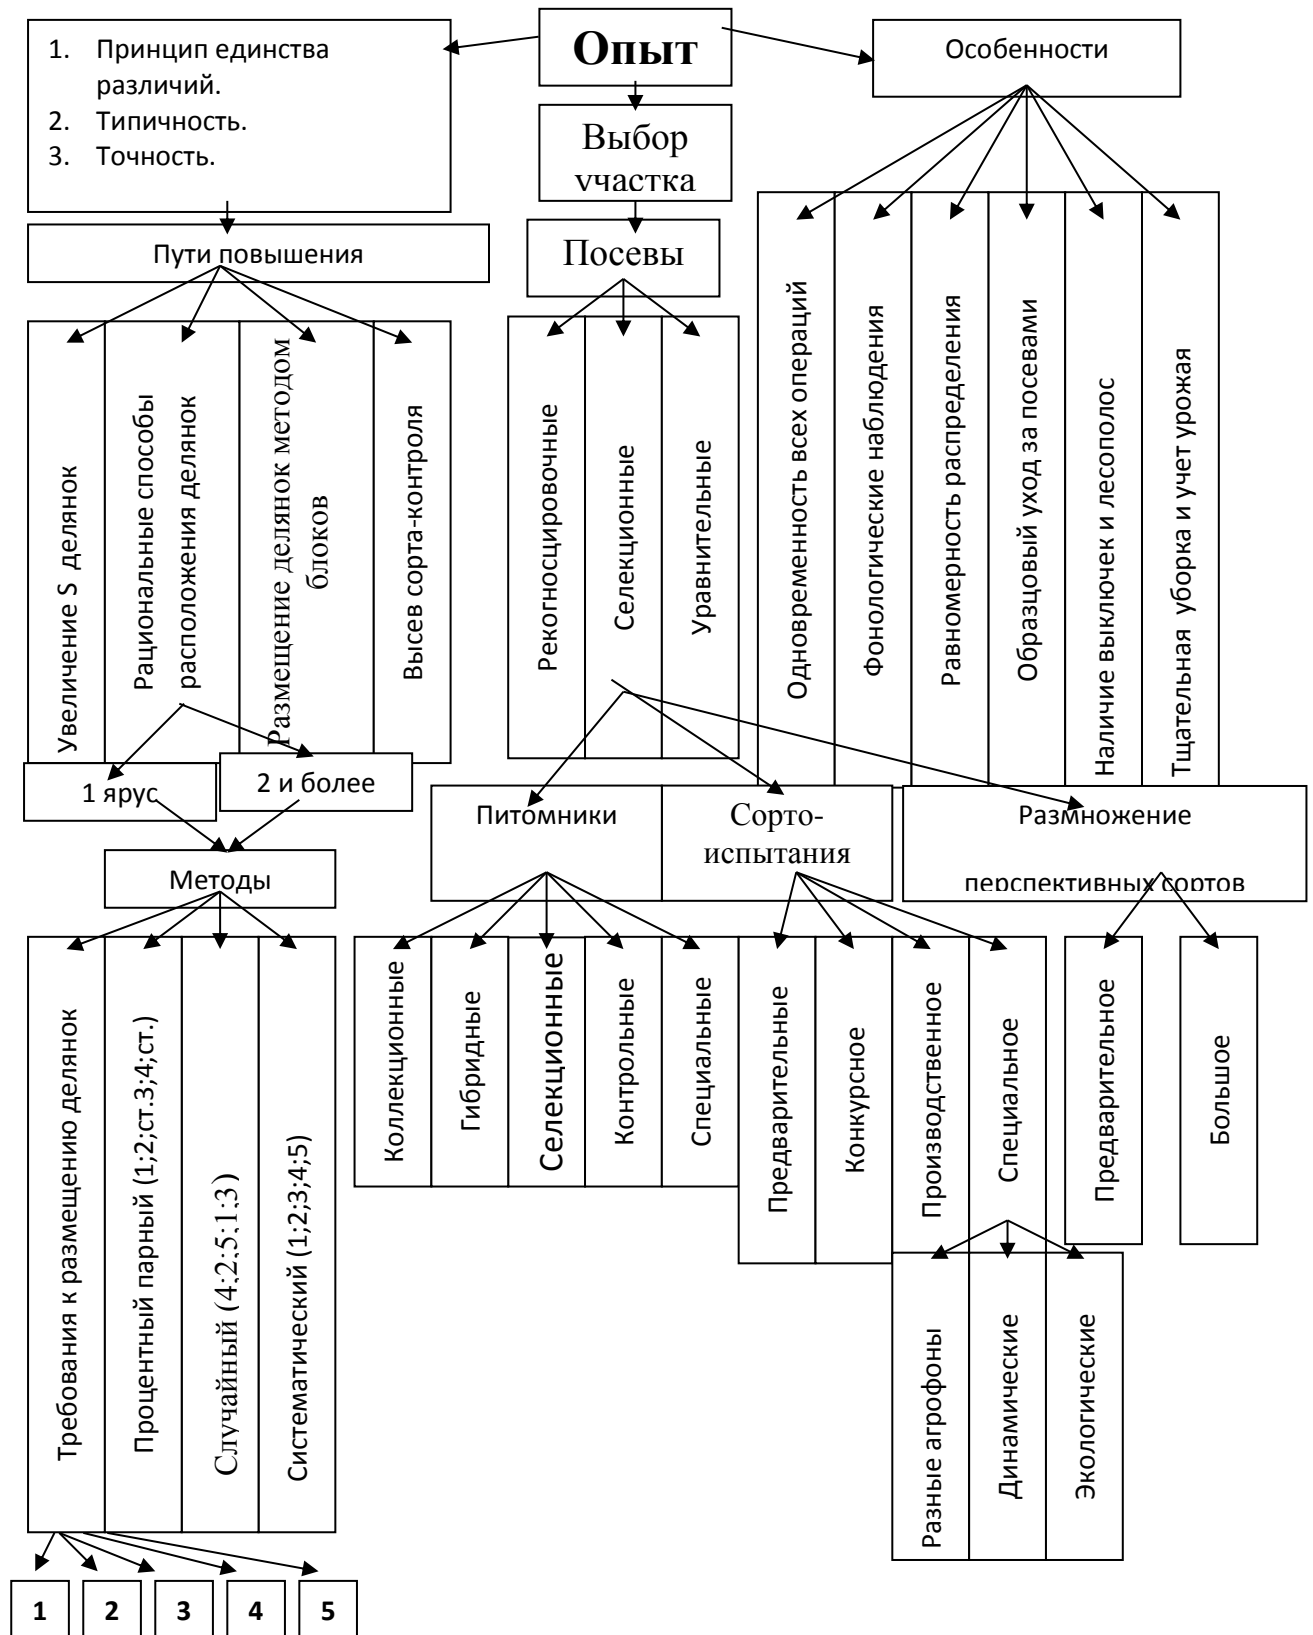 Опыт
1. Принцип единства
различий.
2. Типичность.
3. Точность.
Особенности
Выбор
участка
Пути повышения
Посевы
Увеличение S делянок
Рациональные способы
расположения делянок
Размещение делянок методом
блоков
Высев сорта-контроля
Рекогносцировочные
Селекционные
Уравнительные
Одновременность всех операций
Фонологические наблюдения
Равномерность распределения
Образцовый уход за посевами
Наличие выключек и лесополос
Тщательная уборка и учет урожая
1 ярус
2 и более
Методы
Питомники
Сорто-
испытания
Размножение
перспективных сортов
Требования к размещению делянок
Процентный парный (1;2;ст.3;4;ст.)
Случайный (4:2:5:1:3)
Систематический (1;2;3;4;5)
Коллекционные
Гибридные
Селекционные
Контрольные
Специальные
Предварительные
Конкурсное
Производственное
Специальное
Предварительное
Большое
Разные агрофоны
Динамические
Экологические
1
2
3
4
5